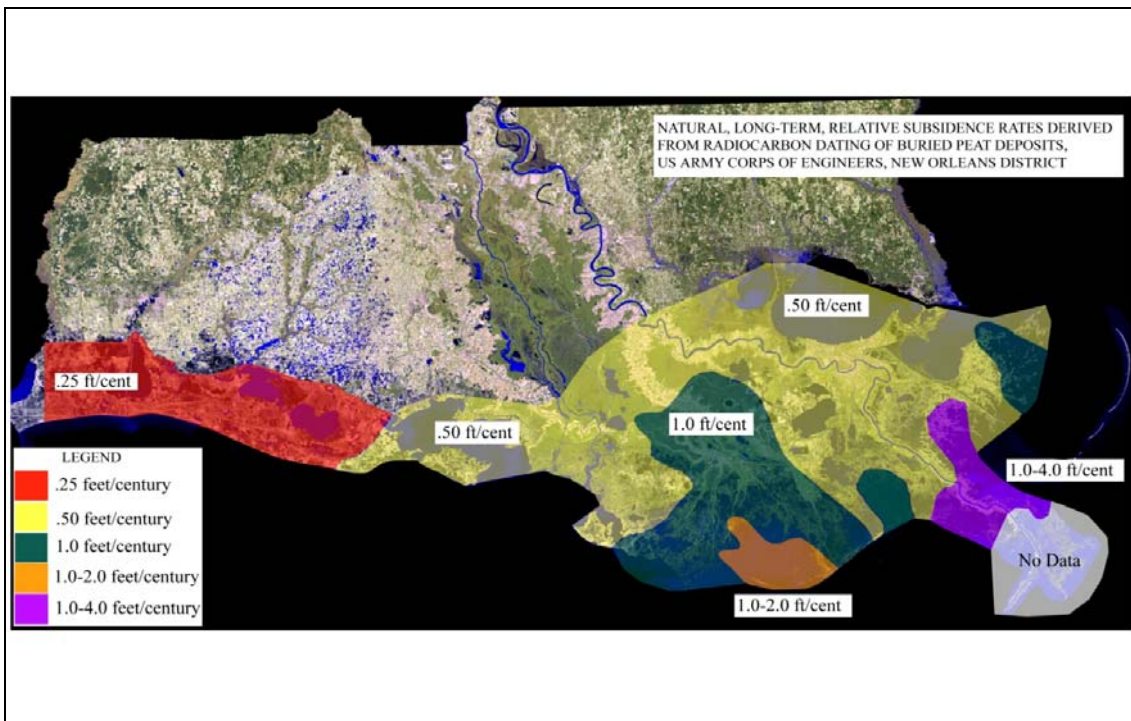 NATURAL, LONG-TERM, RELATIVE SUBSIDENCE RATES DERIVED
FROM RADIOCARBON DATING OF BURIED PEAT DEPOSITS,
US ARMY CORPS OF ENGINEERS, NEW ORLEANS DISTRICT
.50 ft/cent
.25 ft/cent
1.0 ft/cent
.50 ft/cent
1.0-4.0 ft/cent
No Data
1.0-2.0 ft/cent
LEGEND
.25 feet/century
.50 feet/century
1.0 feet/century
1.0-2.0 feet/century
1.0-4.0 feet/century